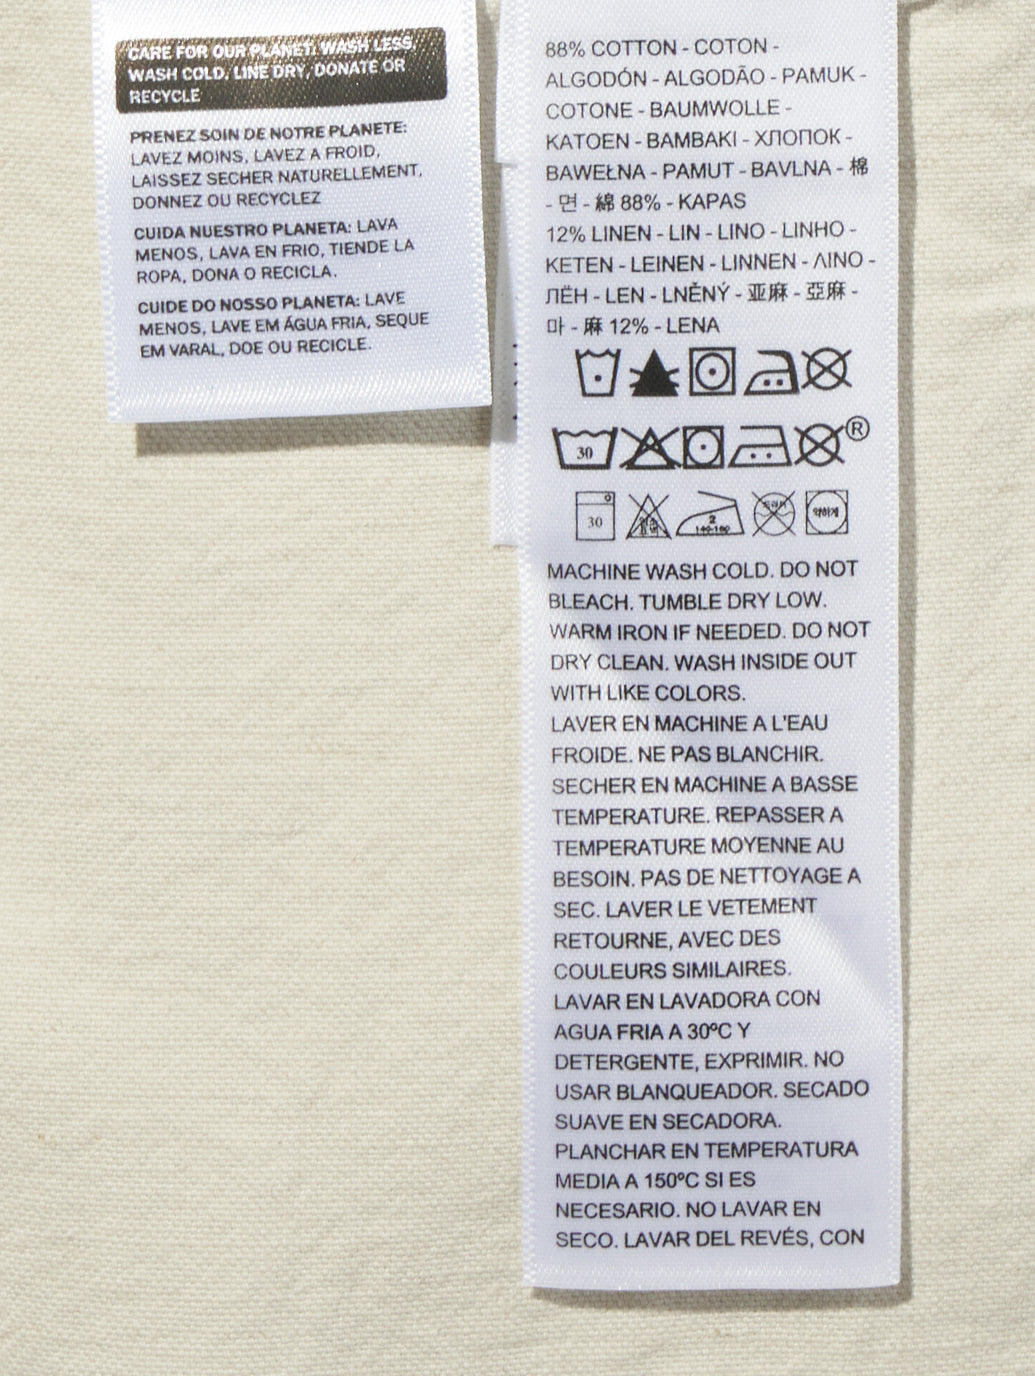 CARE FOR OUR PLANET: WASH LESS,
WASH COLD, LINE DRY, DONATE OR
RECYCLE
PRENEZ SOIN DE NOTRE PLANETE:
LAVEZ MOINS, LAVEZ A FROID,
LAISSEZ SECHER NATURELLEMENT,
DONNEZ OU RECYCLEZ
CUIDA NUESTRO PLANETA: LAVA
MENOS, LAVA EN FRIO, TIENDE LA
ROPA, DONA O RECICLA.
CUIDE DO NOSSO PLANETA: LAVE
MENOS, LAVE EM ÁGUA FRIA, SEQUE
EM VARAL, DOE OU RECICLE.
88% COTTON - COTON -
ALGODÓN - ALGODÃO - PAMUK -
COTONE - BAUMWOLLE -
KATOEN - BAMBAKI - ХЛОПОК -
BAWEŁNA - PAMUT - BAVLNA - 棉
- 면 - 綿 88% - KAPAS
12% LINEN - LIN - LINO - LINHO -
KETEN - LEINEN - LINNEN - ΛΙΝΟ -
ЛЁН - LEN - LNĚNÝ - 亚麻 - 亞麻 -
마 - 麻 12% - LENA
30 ®
30 2 약하게
MACHINE WASH COLD. DO NOT
BLEACH. TUMBLE DRY LOW.
WARM IRON IF NEEDED. DO NOT
DRY CLEAN. WASH INSIDE OUT
WITH LIKE COLORS.
LAVER EN MACHINE A L'EAU
FROIDE. NE PAS BLANCHIR.
SECHER EN MACHINE A BASSE
TEMPERATURE. REPASSER A
TEMPERATURE MOYENNE AU
BESOIN. PAS DE NETTOYAGE A
SEC. LAVER LE VETEMENT
RETOURNE, AVEC DES
COULEURS SIMILAIRES.
LAVAR EN LAVADORA CON
AGUA FRIA A 30ºC Y
DETERGENTE, EXPRIMIR. NO
USAR BLANQUEADOR. SECADO
SUAVE EN SECADORA.
PLANCHAR EN TEMPERATURA
MEDIA A 150ºC SI ES
NECESARIO. NO LAVAR EN
SECO. LAVAR DEL REVÉS, CON